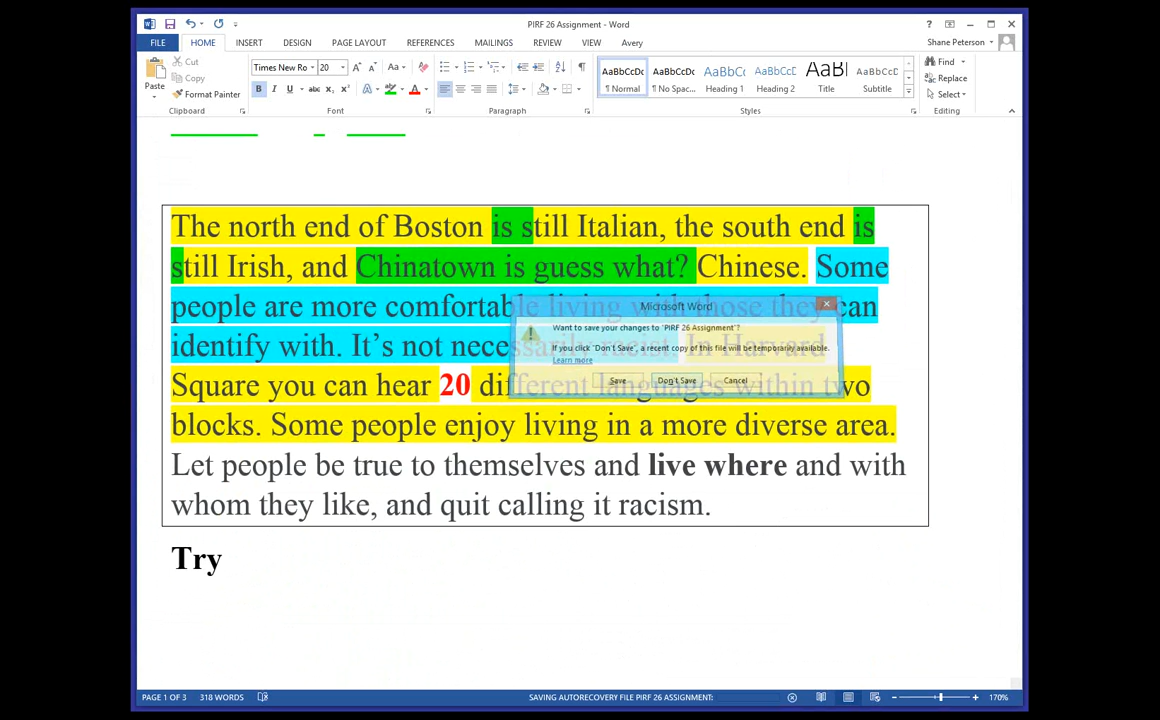 PIRF 26 Assignment - Word
FILE HOME INSERT DESIGN PAGE LAYOUT REFERENCES MAILINGS REVIEW VIEW Avery Shane Peterson
Paste
Cut
Copy
Format Painter
Clipboard
Times New Ro 20
Font
Paragraph
AaBbCcDc AaBbCcDc AaBbCc AaBbCcD AaBl AaBbCcD
¶ Normal ¶ No Spac... Heading 1 Heading 2 Title Subtitle
Styles
Find
Replace
Select
Editing
The north end of Boston is still Italian, the south end is
still Irish, and Chinatown is guess what? Chinese. Some
people are more comfortable living with those they can
identify with. It’s not necessarily racist. In Harvard
Square you can hear 20 different languages within two
blocks. Some people enjoy living in a more diverse area.
Let people be true to themselves and live where and with
whom they like, and quit calling it racism.
Microsoft Word
Want to save your changes to "PIRF 26 Assignment"?
If you click "Don't Save", a recent copy of this file will be temporarily available.
Learn more
Save Don't Save Cancel
Try
PAGE 1 OF 3 318 WORDS SAVING AUTORECOVERY FILE PIRF 26 ASSIGNMENT: 170%